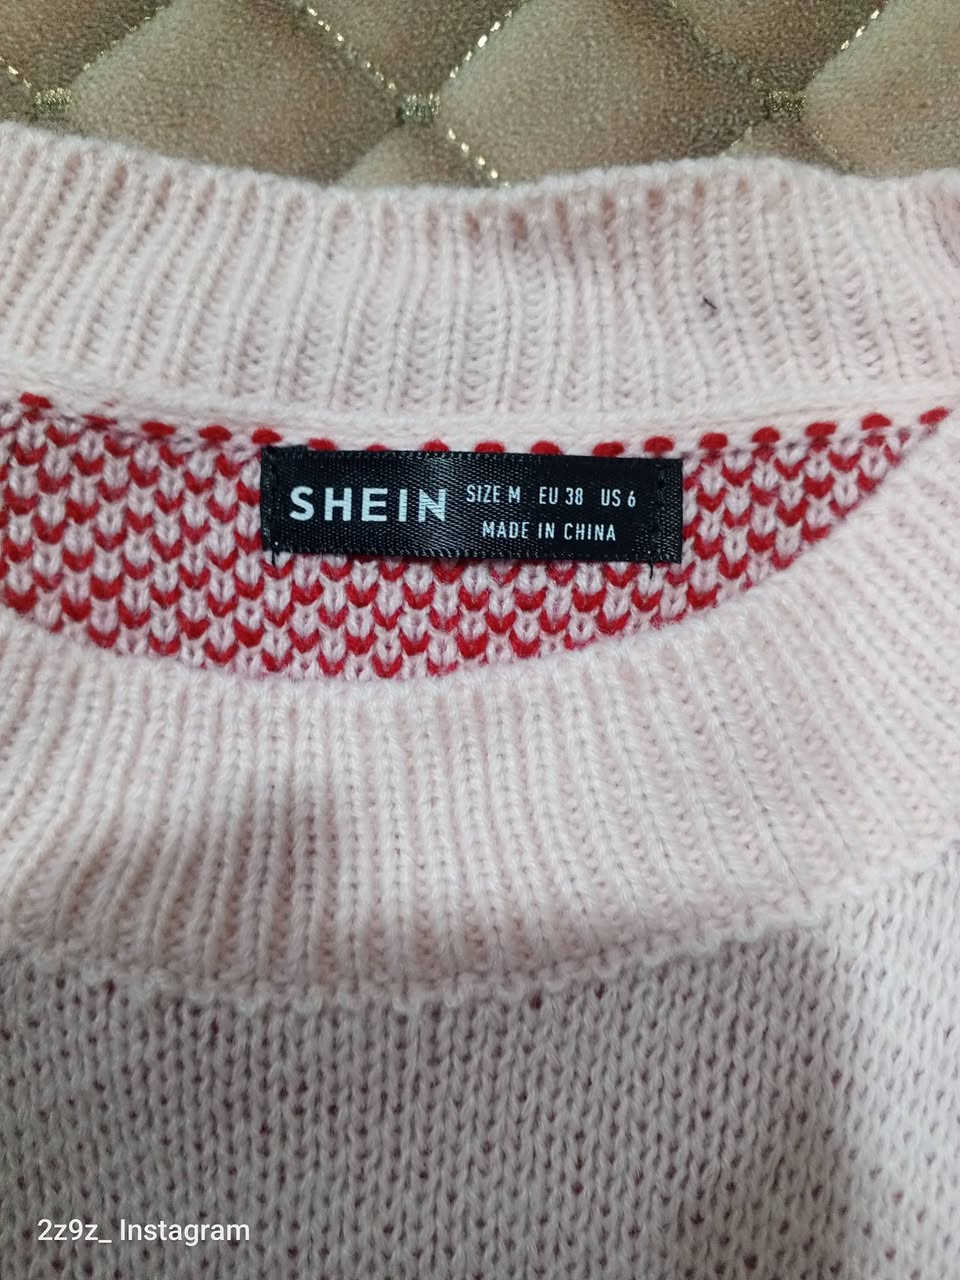 SHEIN SIZE M EU 38 US 6
MADE IN CHINA
2z9z_ Instagram